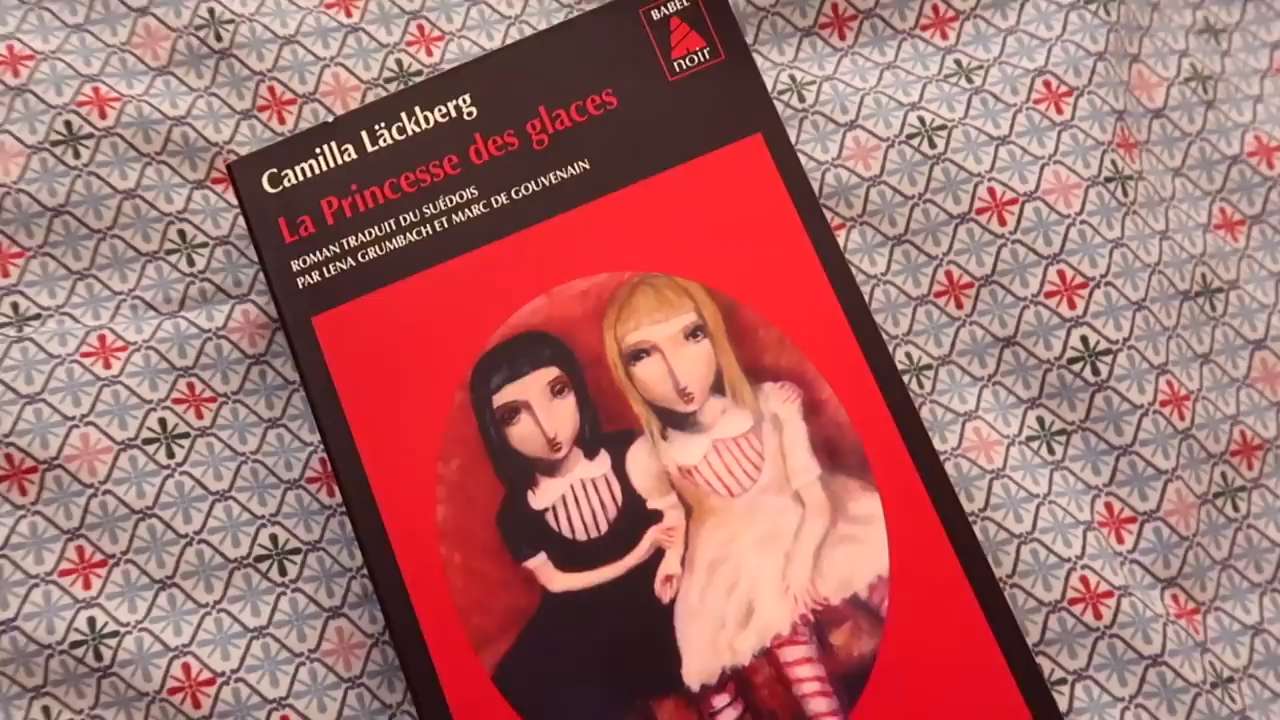 BABEL
noir
Camilla Läckberg
La Princesse des glaces
ROMAN TRADUIT DU SUÉDOIS
PAR LENA GRUMBACH ET MARC DE GOUVENAIN